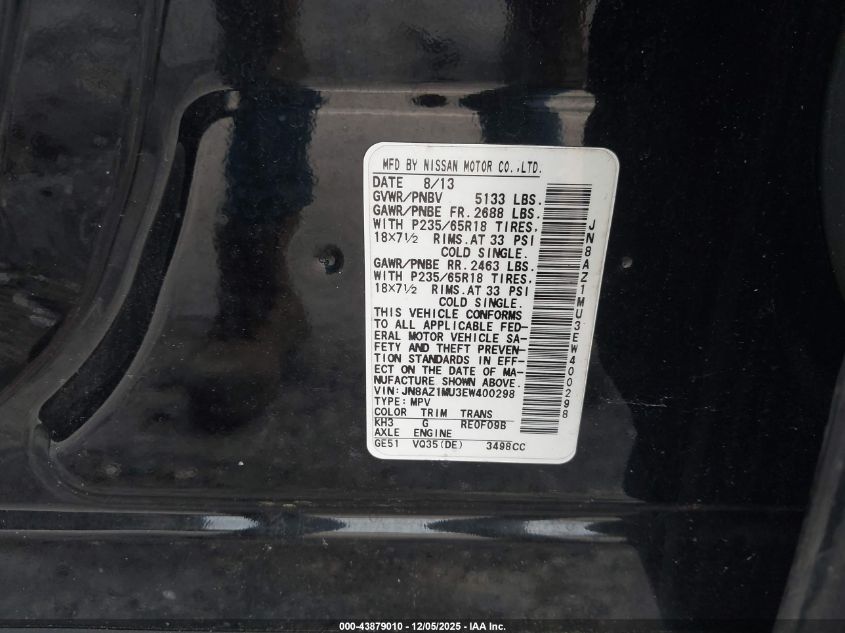 MFD BY NISSAN MOTOR CO.,LTD.
DATE 8/13
GVWR/PNBV 5133 LBS.
GAWR/PNBE FR. 2688 LBS.
WITH P235/65R18 TIRES,
18×7½ RIMS. AT 33 PSI
COLD SINGLE.
GAWR/PNBE RR. 2463 LBS.
WITH P235/65R18 TIRES,
18×7½ RIMS. AT 33 PSI
COLD SINGLE.
THIS VEHICLE CONFORMS
TO ALL APPLICABLE FED-
ERAL MOTOR VEHICLE SA-
FETY AND THEFT PREVEN-
TION STANDARDS IN EFF-
ECT ON THE DATE OF MA-
NUFACTURE SHOWN ABOVE.
VIN: JN8AZ1MU3EW400298
TYPE: MPV
COLOR TRIM TRANS
KH3 G RE0F09B
AXLE ENGINE
GE51 VQ35(DE) 3498CC
JN8AZ1MU3EW400298
000-43879010 - 12/05/2025 - IAA Inc.